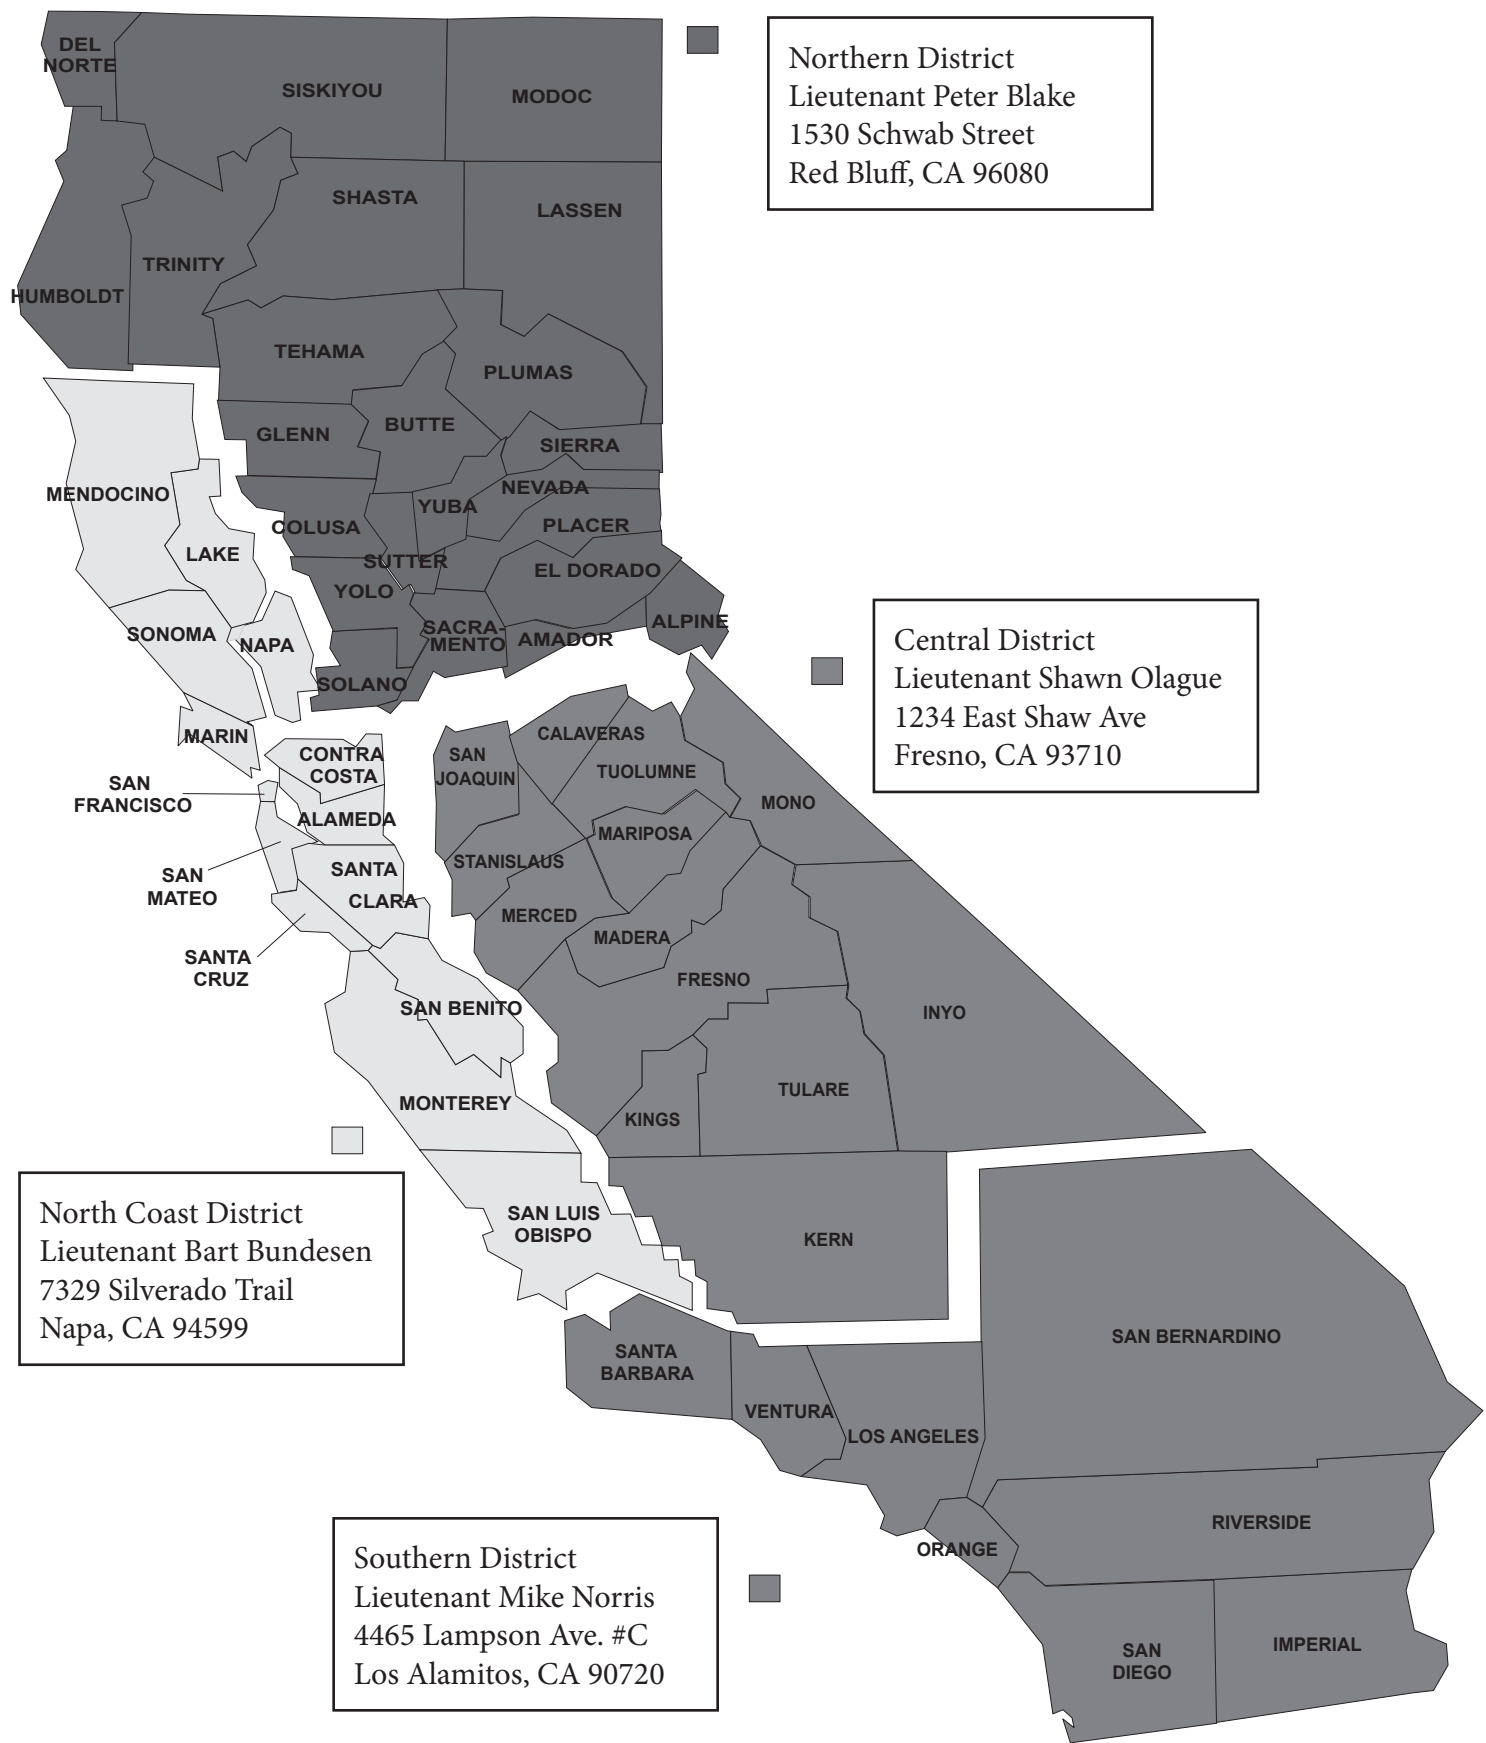 DEL
NORTE
SISKIYOU
MODOC
SHASTA
LASSEN
TRINITY
HUMBOLDT
TEHAMA
PLUMAS
BUTTE
GLENN
SIERRA
NEVADA
YUBA
COLUSA
PLACER
SUTTER
EL DORADO
YOLO
SACRA-
MENTO
AMADOR
ALPINE
SOLANO
Northern District
Lieutenant Peter Blake
1530 Schwab Street
Red Bluff, CA 96080
MENDOCINO
LAKE
SONOMA
NAPA
MARIN
CONTRA
COSTA
SAN
FRANCISCO
ALAMEDA
SAN
MATEO
SANTA
CLARA
SANTA
CRUZ
SAN BENITO
MONTEREY
SAN LUIS
OBISPO
North Coast District
Lieutenant Bart Bundesen
7329 Silverado Trail
Napa, CA 94599
Central District
Lieutenant Shawn Olague
1234 East Shaw Ave
Fresno, CA 93710
CALAVERAS
SAN
JOAQUIN
TUOLUMNE
MONO
MARIPOSA
STANISLAUS
MERCED
MADERA
FRESNO
INYO
TULARE
KINGS
KERN
SANTA
BARBARA
VENTURA
LOS ANGELES
SAN BERNARDINO
RIVERSIDE
ORANGE
SAN
DIEGO
IMPERIAL
Southern District
Lieutenant Mike Norris
4465 Lampson Ave. #C
Los Alamitos, CA 90720